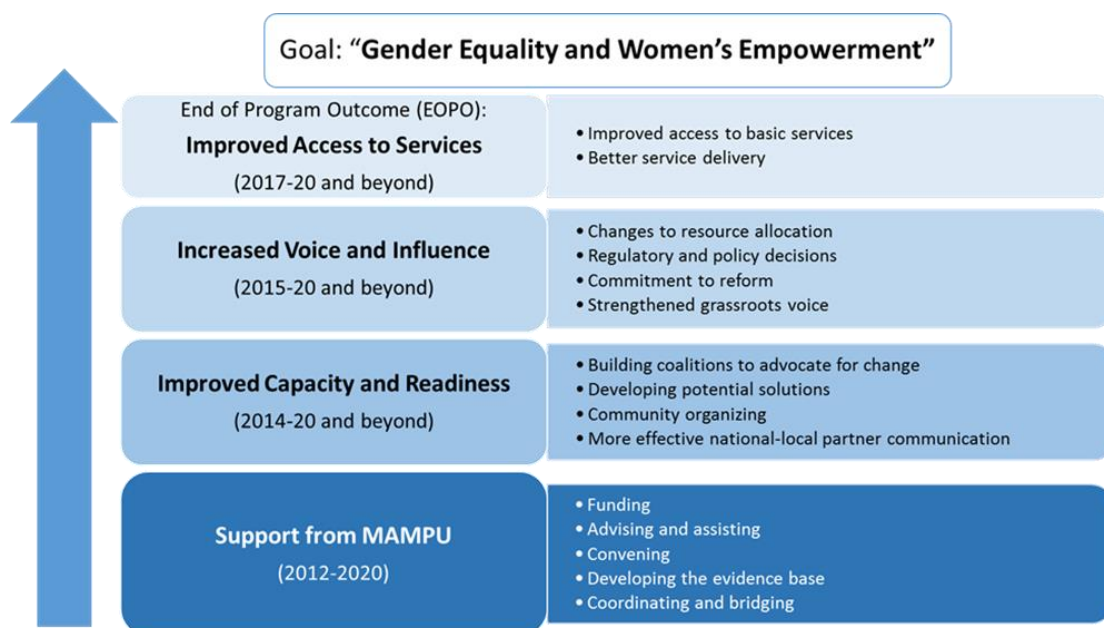 Goal: “Gender Equality and Women’s Empowerment”
End of Program Outcome (EOPO):
Improved Access to Services
(2017-20 and beyond)
• Improved access to basic services
• Better service delivery
Increased Voice and Influence
(2015-20 and beyond)
• Changes to resource allocation
• Regulatory and policy decisions
• Commitment to reform
• Strengthened grassroots voice
Improved Capacity and Readiness
(2014-20 and beyond)
• Building coalitions to advocate for change
• Developing potential solutions
• Community organizing
• More effective national-local partner communication
Support from MAMPU
(2012-2020)
• Funding
• Advising and assisting
• Convening
• Developing the evidence base
• Coordinating and bridging